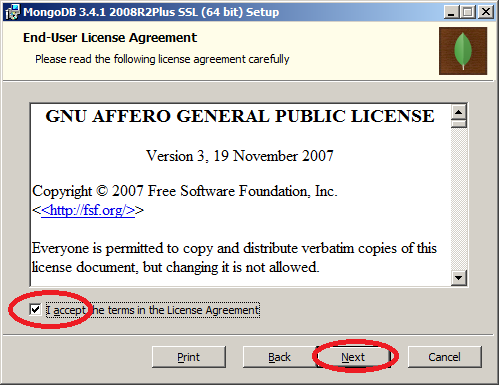 MongoDB 3.4.1 2008R2Plus SSL (64 bit) Setup
End-User License Agreement
Please read the following license agreement carefully
GNU AFFERO GENERAL PUBLIC LICENSE
Version 3, 19 November 2007
Copyright © 2007 Free Software Foundation, Inc.
<<http://fsf.org/>>
Everyone is permitted to copy and distribute verbatim copies of this
license document, but changing it is not allowed.
I accept the terms in the License Agreement
Print Back Next Cancel